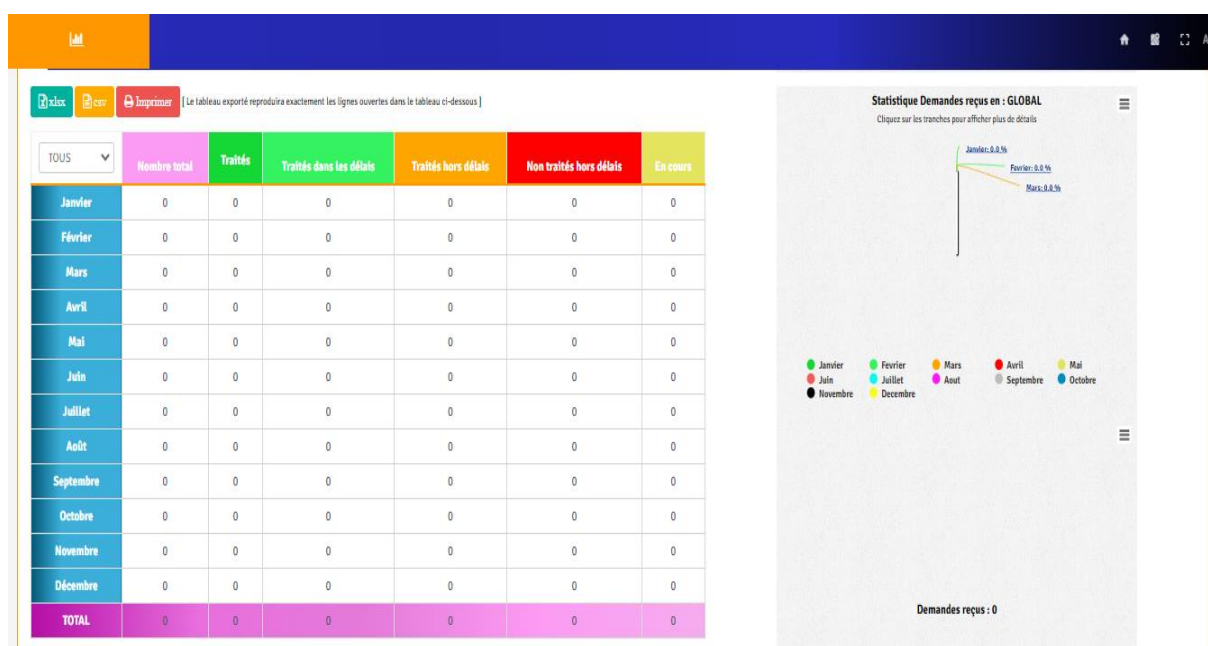 xlsx csv Imprimer [ Le tableau exporté reproduira exactement les lignes ouvertes dans le tableau ci-dessous ]
TOUS Nombre total Traités Traités dans les délais Traités hors délais Non traités hors délais En cours
Janvier 0 0 0 0 0 0
Février 0 0 0 0 0 0
Mars 0 0 0 0 0 0
Avril 0 0 0 0 0 0
Mai 0 0 0 0 0 0
Juin 0 0 0 0 0 0
Juillet 0 0 0 0 0 0
Août 0 0 0 0 0 0
Septembre 0 0 0 0 0 0
Octobre 0 0 0 0 0 0
Novembre 0 0 0 0 0 0
Décembre 0 0 0 0 0 0
TOTAL 0 0 0 0 0 0
Statistique Demandes reçus en : GLOBAL
Cliquez sur les tranches pour afficher plus de détails
Janvier: 0.0 %
Fevrier: 0.0 %
Mars: 0.0 %
Janvier Fevrier Mars Avril Mai
Juin Juillet Aout Septembre Octobre
Novembre Decembre
Demandes reçus : 0